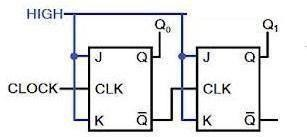 HIGH
Q₀ Q₁
J Q J Q
CLOCK CLK CLK
K Q̅ K Q̅